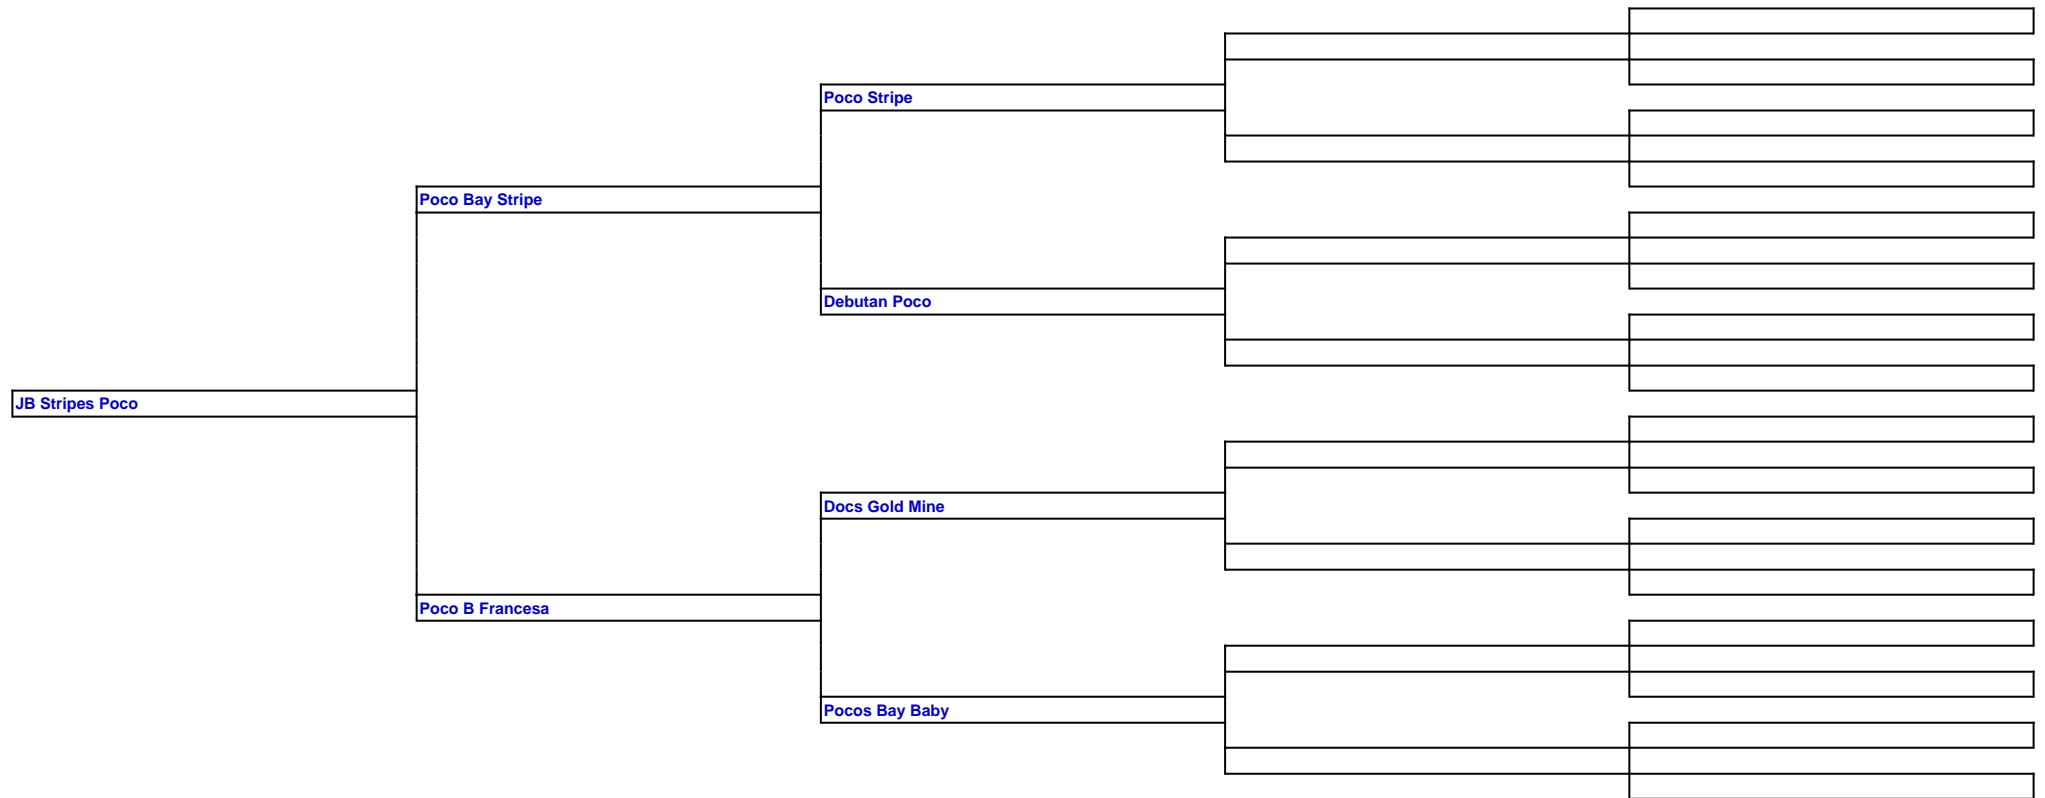 Poco Stripe
Poco Bay Stripe
Debutan Poco
JB Stripes Poco
Docs Gold Mine
Poco B Francesa
Pocos Bay Baby